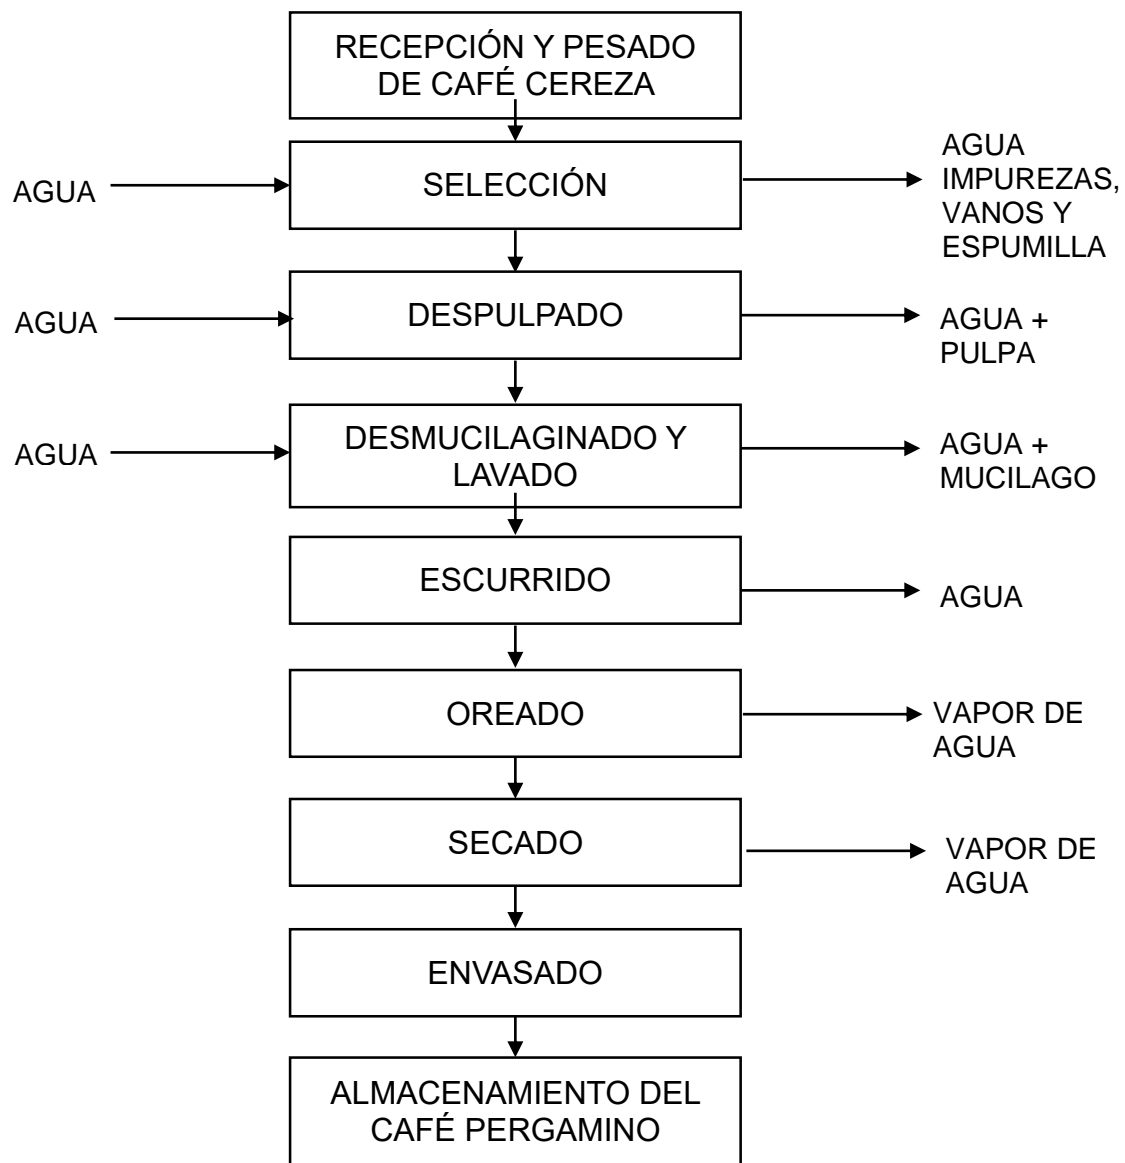 RECEPCIÓN Y PESADO
DE CAFÉ CEREZA
AGUA
SELECCIÓN
AGUA
IMPUREZAS,
VANOS Y
ESPUMILLA
AGUA
DESPULPADO
AGUA +
PULPA
AGUA
DESMUCILAGINADO Y
LAVADO
AGUA +
MUCILAGO
ESCURRIDO
AGUA
OREADO
VAPOR DE
AGUA
SECADO
VAPOR DE
AGUA
ENVASADO
ALMACENAMIENTO DEL
CAFÉ PERGAMINO